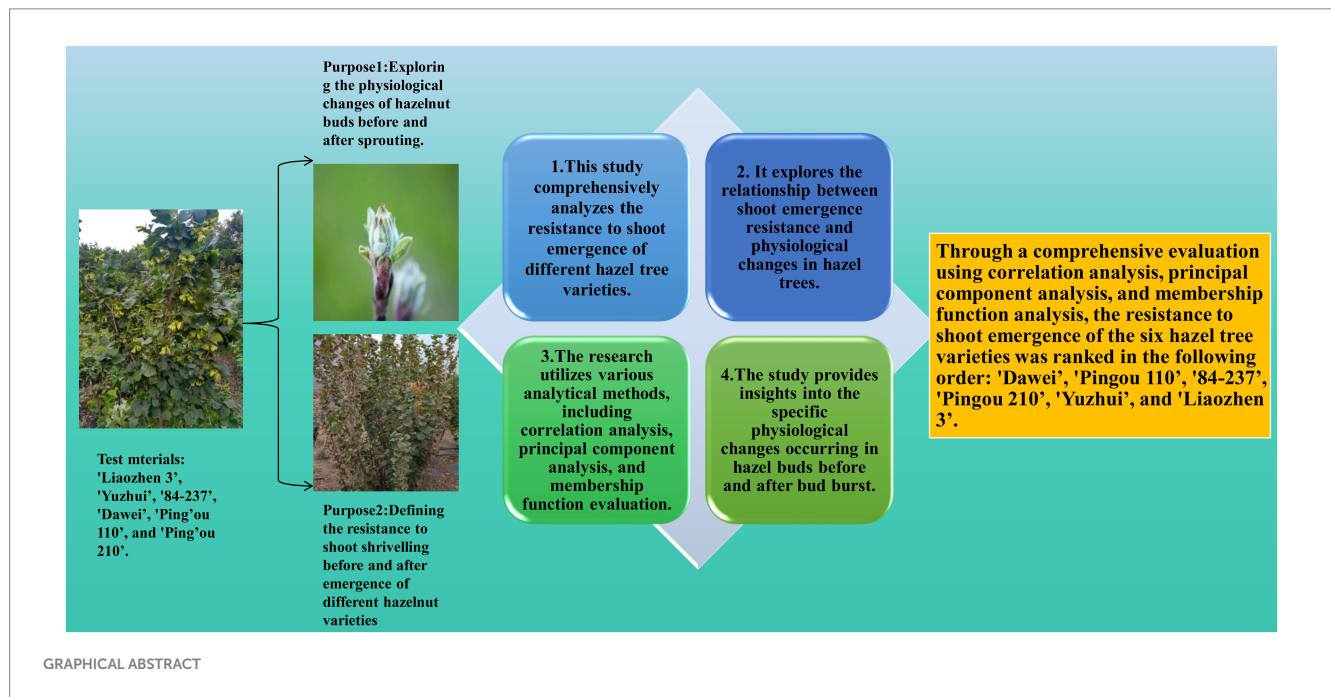 Purpose1:Explorin
g the physiological
changes of hazelnut
buds before and
after sprouting.
Test mterials:
'Liaozhen 3’,
'Yuzhui’, '84-237’,
'Dawei’, 'Ping’ou
110’, and 'Ping’ou
210’.
Purpose2:Defining
the resistance to
shoot shrivelling
before and after
emergence of
different hazelnut
varieties
1.This study
comprehensively
analyzes the
resistance to shoot
emergence of
different hazel tree
varieties.
2. It explores the
relationship between
shoot emergence
resistance and
physiological
changes in hazel
trees.
3.The research
utilizes various
analytical methods,
including
correlation analysis,
principal component
analysis, and
membership
function evaluation.
4.The study provides
insights into the
specific
physiological
changes occurring in
hazel buds before
and after bud burst.
Through a comprehensive evaluation
using correlation analysis, principal
component analysis, and membership
function analysis, the resistance to
shoot emergence of the six hazel tree
varieties was ranked in the following
order: 'Dawei’, 'Pingou 110’, '84-237’,
'Pingou 210’, 'Yuzhui’, and 'Liaozhen
3’.
GRAPHICAL ABSTRACT